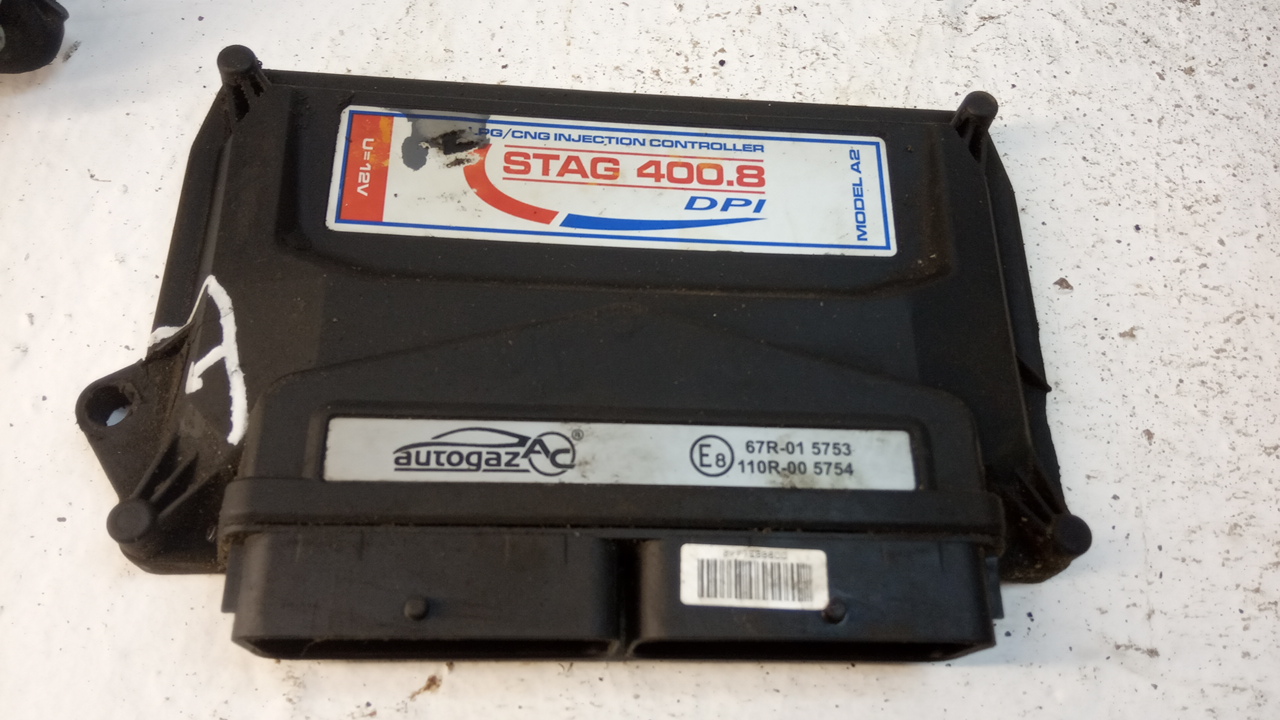 PG/CNG INJECTION CONTROLLER
STAG 400.8
DPI
U=12V
MODEL A2
autogaz AC®
E8 67R-01 5753
110R-00 5754